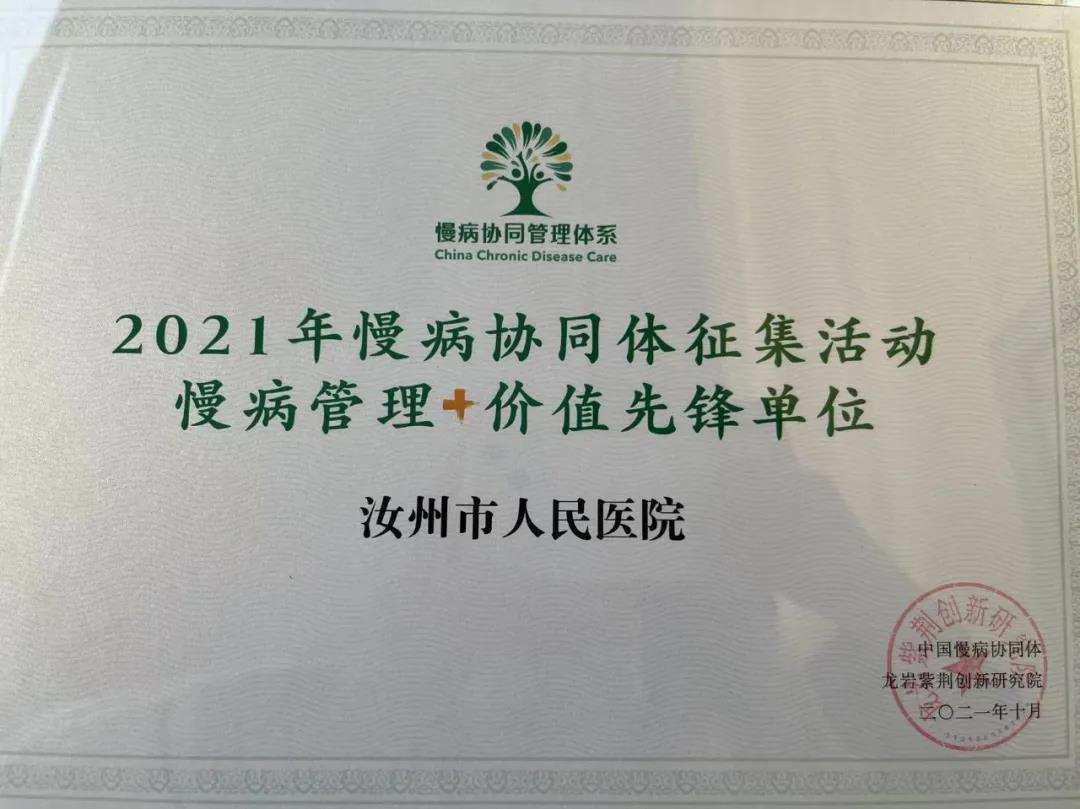 慢病协同管理体系
China Chronic Disease Care
2021年慢病协同体征集活动
慢病管理+价值先锋单位
汝州市人民医院
中国慢病协同体
龙岩紫荆创新研究院
二〇二一年十月